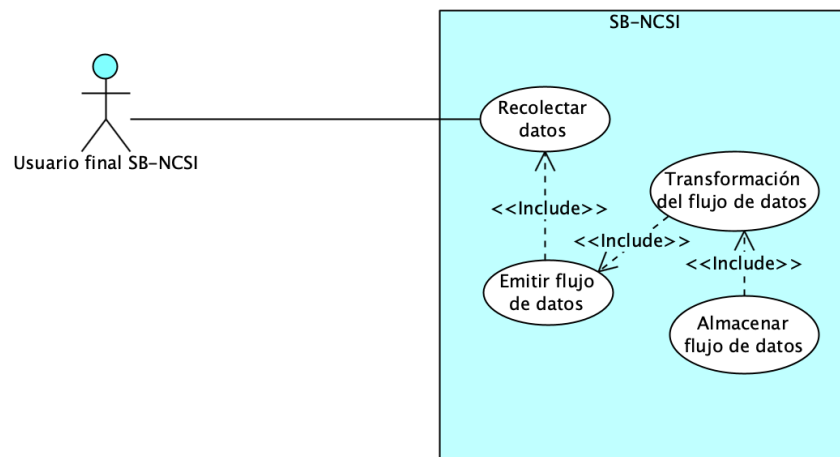 SB-NCSI
Recolectar
datos
Usuario final SB-NCSI
Transformación
del flujo de datos
<<Include>>
<<Include>>
<<Include>>
Emitir flujo
de datos
Almacenar
flujo de datos